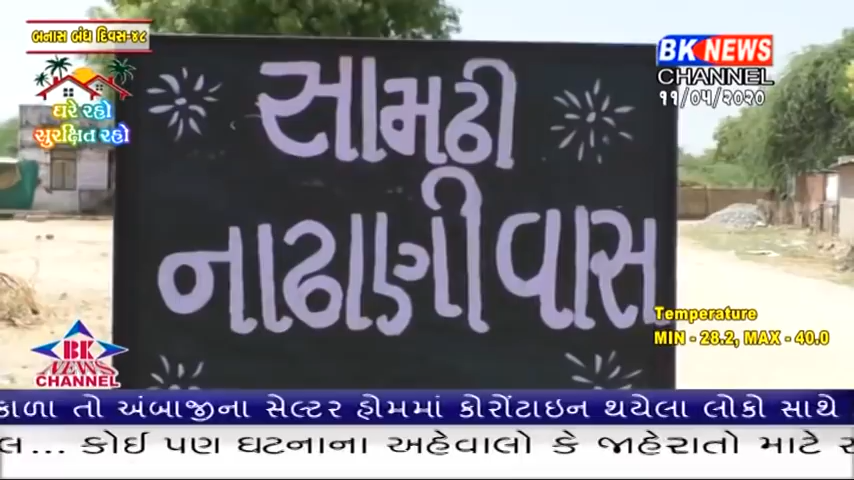 બનાસ બંધ દિવસ-૪૮
ઘરે રહો
સુરક્ષિત રહો
BK NEWS
CHANNEL
૧૧/૦૫/૨૦૨૦
સામઢી
નાઢાણીવાસ
Temperature
MIN - 28.2, MAX - 40.0
BK
NEWS
CHANNEL
કાળા તો અંબાજીના સેલ્ટર હોમમાં કોરોંટાઇન થયેલા લોકો સાથે
લ... કોઈ પણ ઘટનાના અહેવાલો કે જાહેરાતો માટે